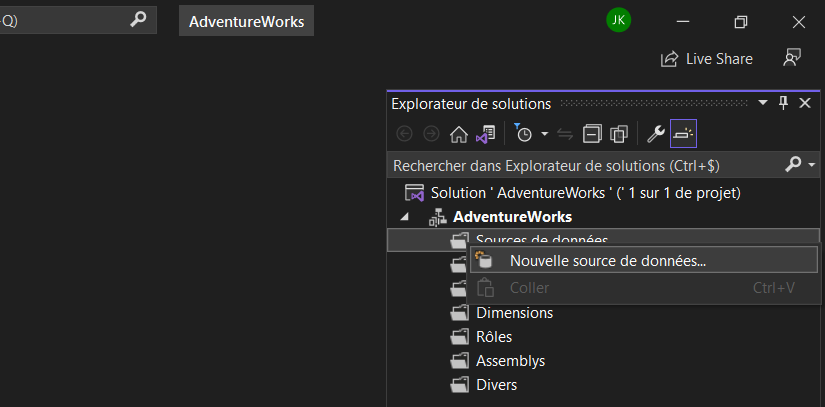 -Q)
AdventureWorks
JK
Live Share
Explorateur de solutions
Rechercher dans Explorateur de solutions (Ctrl+$)
Solution ' AdventureWorks ' (' 1 sur 1 de projet)
AdventureWorks
Sources de données
Nouvelle source de données...
Coller Ctrl+V
Dimensions
Rôles
Assemblys
Divers